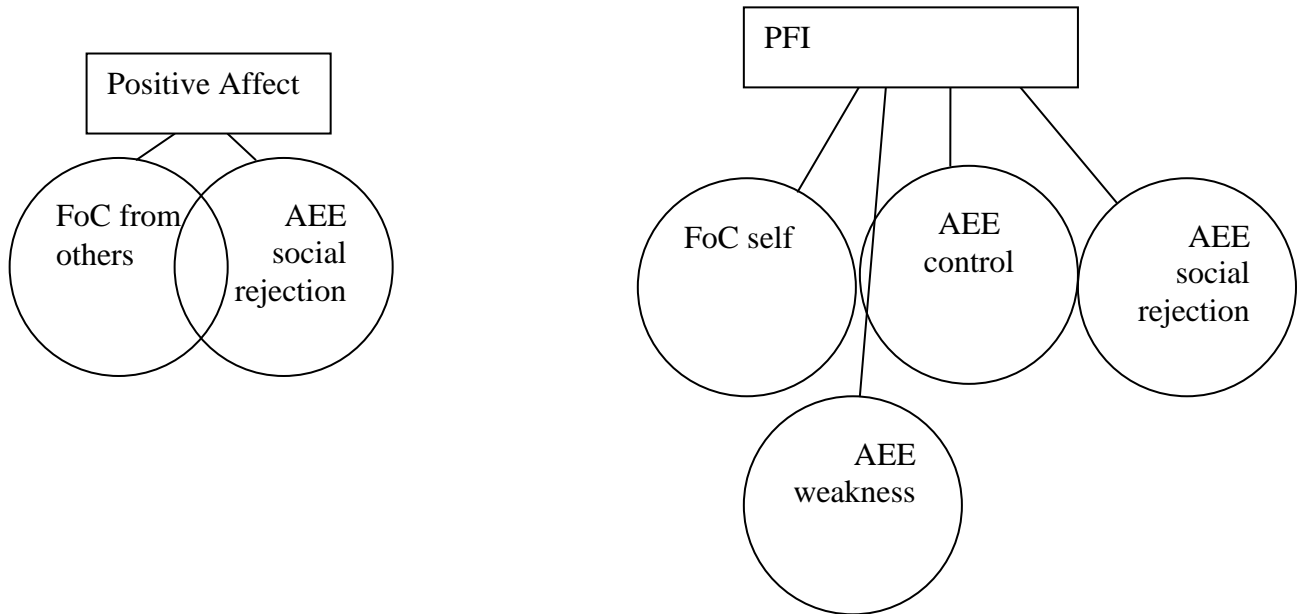 Positive Affect
FoC from
others
AEE
social
rejection
PFI
FoC self
AEE
control
AEE
social
rejection
AEE
weakness